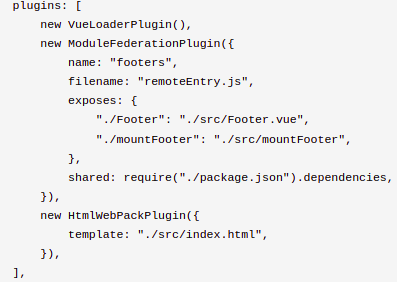 plugins: [
new VueLoaderPlugin(),
new ModuleFederationPlugin({
name: "footers",
filename: "remoteEntry.js",
exposes: {
"./Footer": "./src/Footer.vue",
"./mountFooter": "./src/mountFooter",
},
shared: require("./package.json").dependencies,
}),
new HtmlWebPackPlugin({
template: "./src/index.html",
}),
],